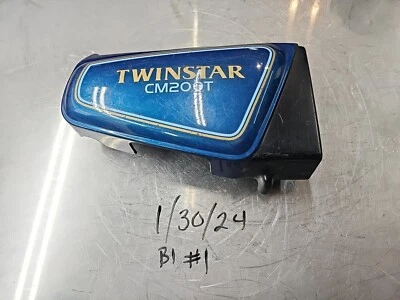 TWINSTAR
CM200T
1/30/24
B1 #1